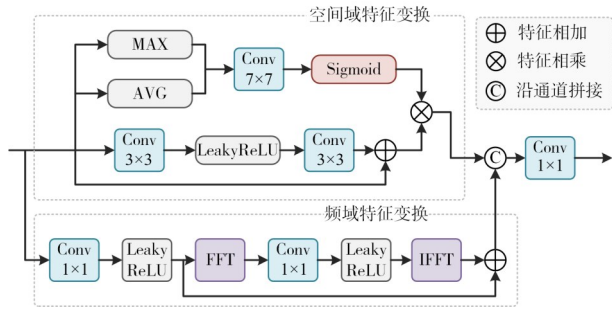 空间域特征变换
MAX
AVG
Conv
7×7
Sigmoid
特征相加
特征相乘
C 沿通道拼接
Conv
3×3
LeakyReLU
Conv
3×3
C
Conv
1×1
频域特征变换
Conv
1×1
Leaky
ReLU
FFT
Conv
1×1
Leaky
ReLU
IFFT